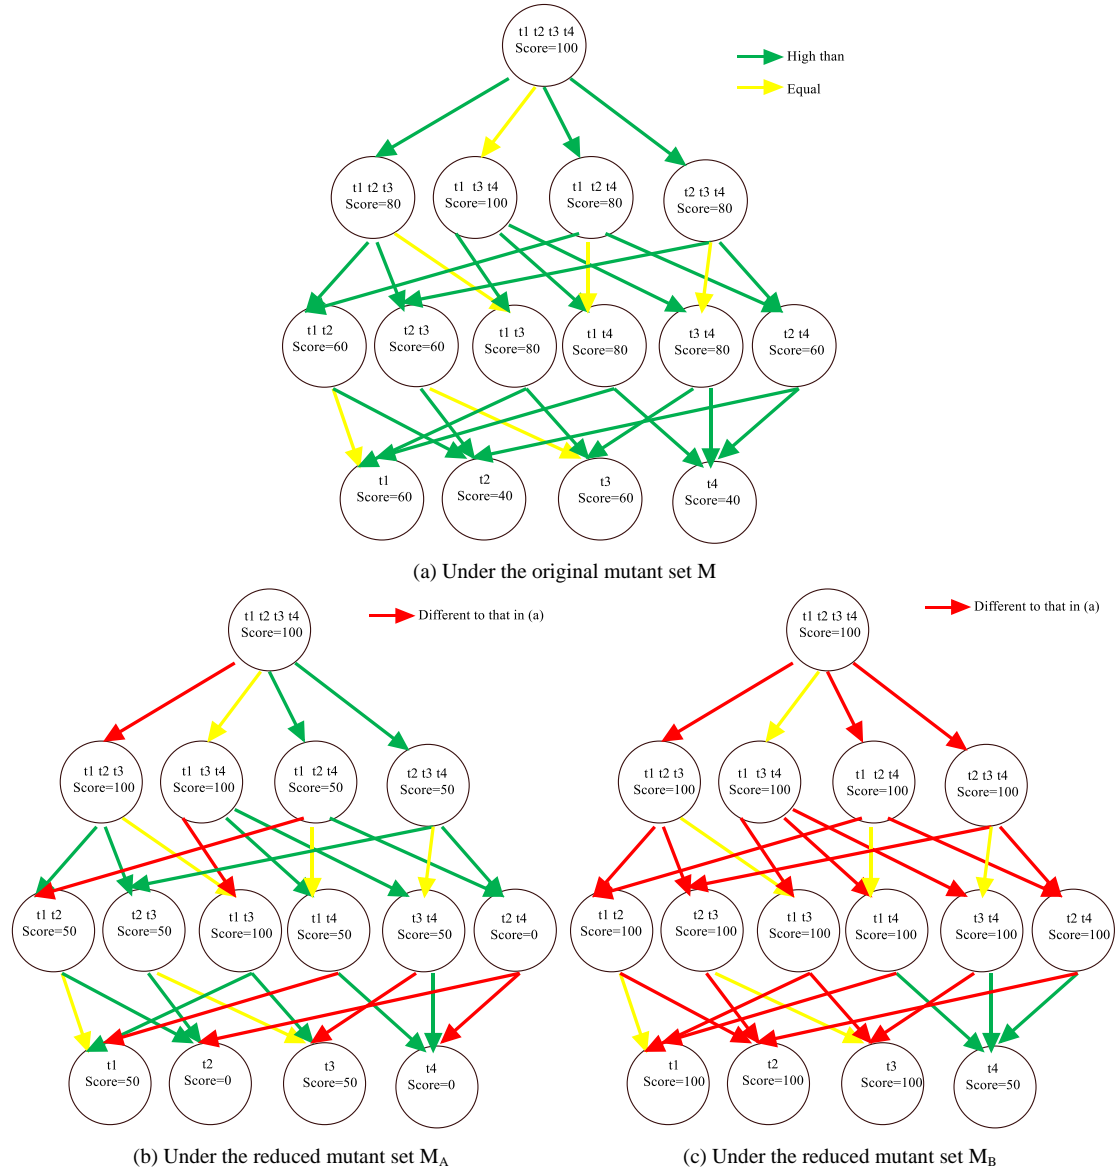 t1 t2 t3 t4
Score=100
High than
Equal
t1 t2 t3
Score=80
t1 t3 t4
Score=100
t1 t2 t4
Score=80
t2 t3 t4
Score=80
t1 t2
Score=60
t2 t3
Score=60
t1 t3
Score=80
t1 t4
Score=80
t3 t4
Score=80
t2 t4
Score=60
t1
Score=60
t2
Score=40
t3
Score=60
t4
Score=40
(a) Under the original mutant set M
t1 t2 t3 t4
Score=100
Different to that in (a)
t1 t2 t3
Score=100
t1 t3 t4
Score=100
t1 t2 t4
Score=50
t2 t3 t4
Score=50
t1 t2
Score=50
t2 t3
Score=50
t1 t3
Score=100
t1 t4
Score=50
t3 t4
Score=50
t2 t4
Score=0
t1
Score=50
t2
Score=0
t3
Score=50
t4
Score=0
(b) Under the reduced mutant set MA
t1 t2 t3 t4
Score=100
Different to that in (a)
t1 t2 t3
Score=100
t1 t3 t4
Score=100
t1 t2 t4
Score=100
t2 t3 t4
Score=100
t1 t2
Score=100
t2 t3
Score=100
t1 t3
Score=100
t1 t4
Score=100
t3 t4
Score=100
t2 t4
Score=100
t1
Score=100
t2
Score=100
t3
Score=100
t4
Score=50
(c) Under the reduced mutant set MB